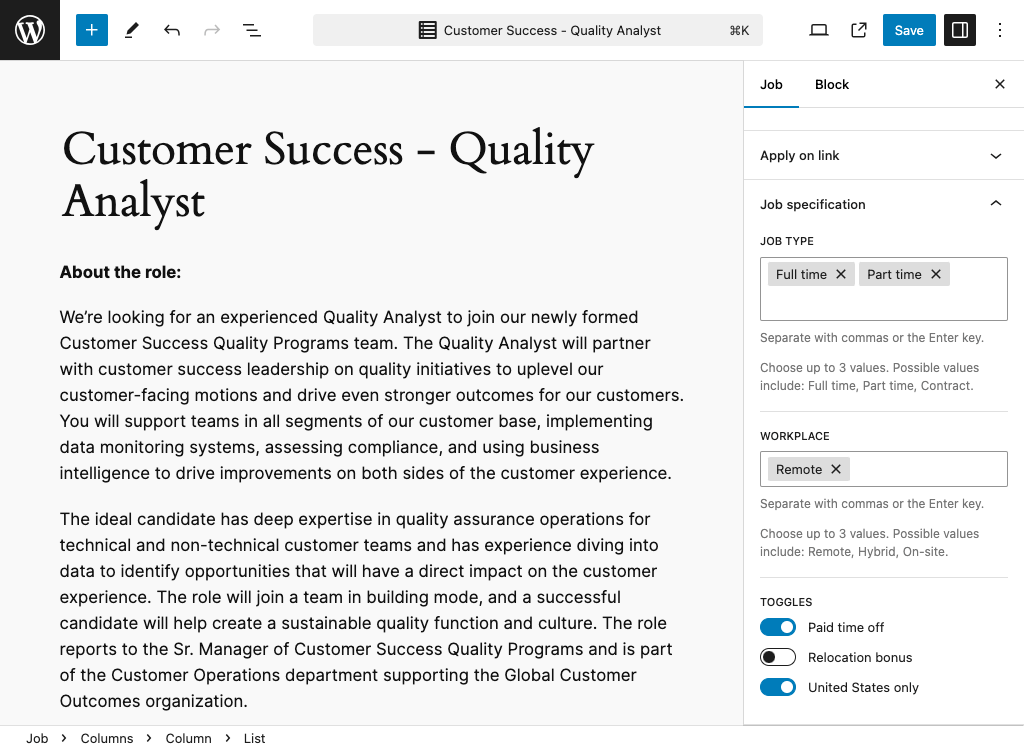 Customer Success - Quality Analyst
⌘K
Save
Customer Success – Quality
Analyst
About the role:
We’re looking for an experienced Quality Analyst to join our newly formed
Customer Success Quality Programs team. The Quality Analyst will partner
with customer success leadership on quality initiatives to uplevel our
customer-facing motions and drive even stronger outcomes for our customers.
You will support teams in all segments of our customer base, implementing
data monitoring systems, assessing compliance, and using business
intelligence to drive improvements on both sides of the customer experience.
The ideal candidate has deep expertise in quality assurance operations for
technical and non-technical customer teams and has experience diving into
data to identify opportunities that will have a direct impact on the customer
experience. The role will join a team in building mode, and a successful
candidate will help create a sustainable quality function and culture. The role
reports to the Sr. Manager of Customer Success Quality Programs and is part
of the Customer Operations department supporting the Global Customer
Outcomes organization.
Job Block
Apply on link
Job specification
JOB TYPE
Full time Part time
Separate with commas or the Enter key.
Choose up to 3 values. Possible values
include: Full time, Part time, Contract.
WORKPLACE
Remote
Separate with commas or the Enter key.
Choose up to 3 values. Possible values
include: Remote, Hybrid, On-site.
TOGGLES
Paid time off
Relocation bonus
United States only
Job > Columns > Column > List